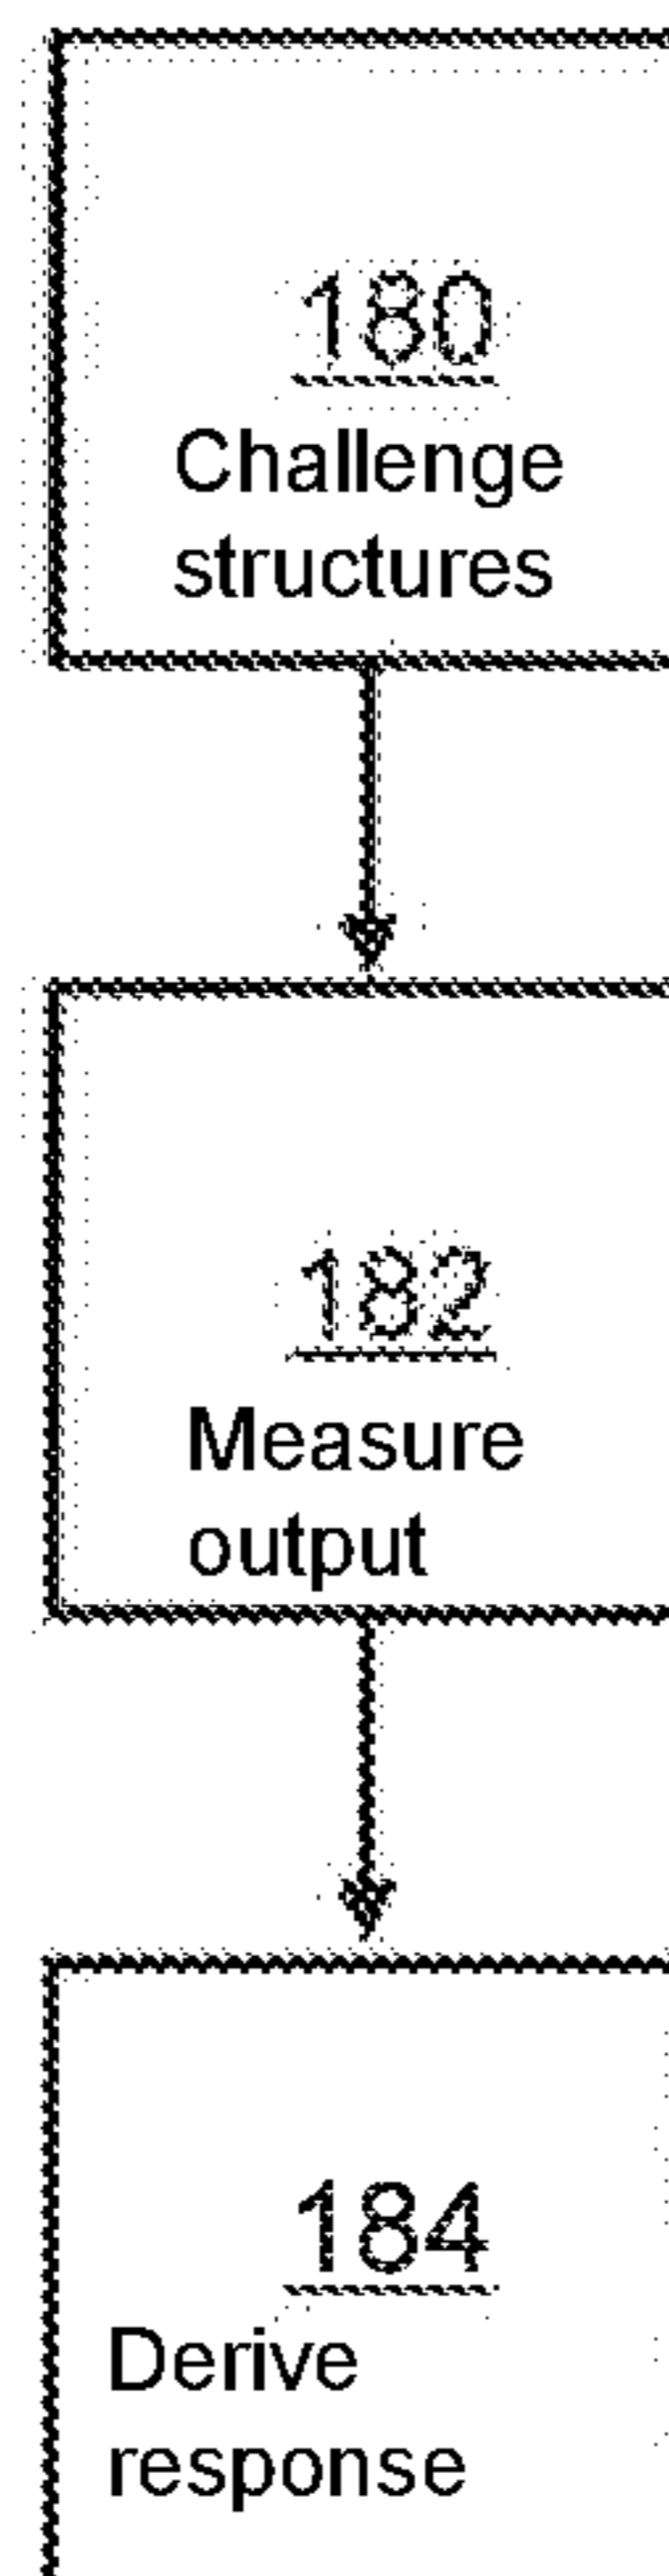 180
Challenge
structures
182
Measure
output
184
Derive
response